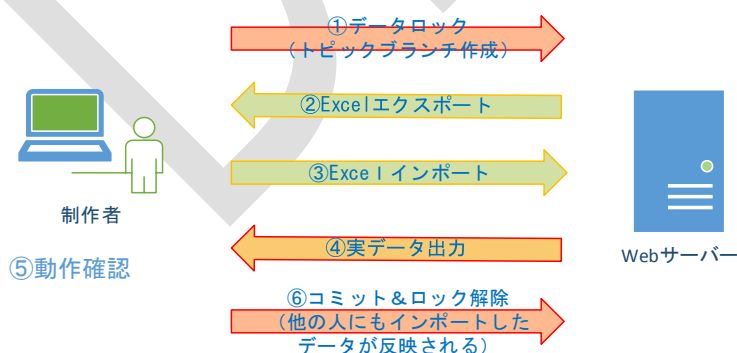 ①データロック
（トピックブランチ作成）
②Excelエクスポート
③Excelインポート
制作者
④実データ出力
Webサーバー
⑤動作確認
⑥コミット＆ロック解除
（他の人にもインポートした
データが反映される）